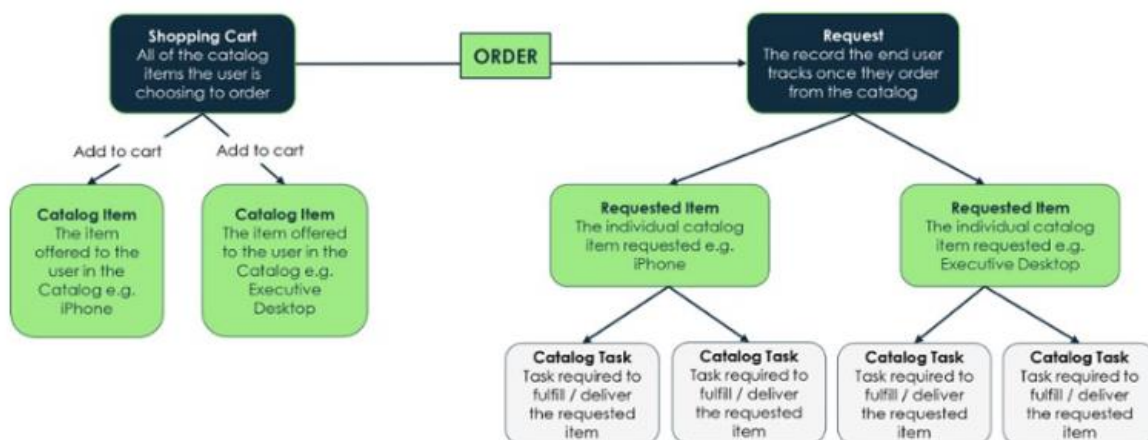 Shopping Cart
All of the catalog
items the user is
choosing to order
ORDER
Request
The record the end user
tracks once they order
from the catalog
Add to cart
Add to cart
Catalog Item
The item
offered to the
user in the
Catalog e.g.
iPhone
Catalog Item
The item offered
to the user in the
Catalog e.g.
Executive
Desktop
Requested Item
The individual catalog
item requested e.g.
iPhone
Requested Item
The individual catalog
item requested e.g.
Executive Desktop
Catalog Task
Task required to
fulfill / deliver
the requested
item
Catalog Task
Task required to
fulfill / deliver
the requested
item
Catalog Task
Task required to
fulfill / deliver
the requested
item
Catalog Task
Task required to
fulfill / deliver
the requested
item